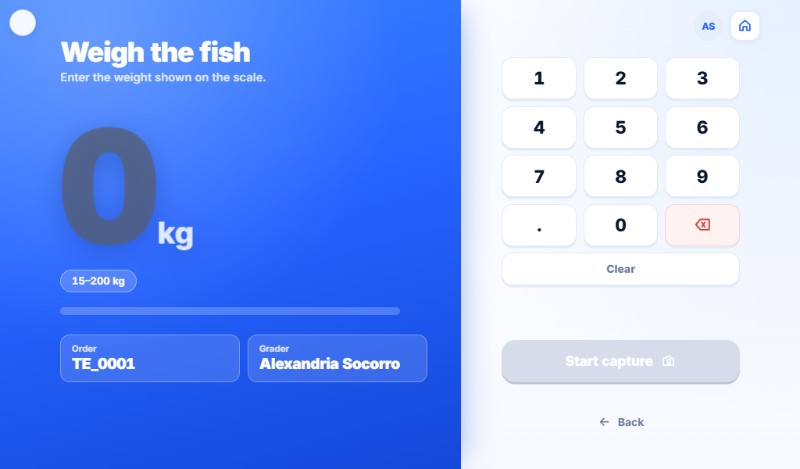 Weigh the fish
Enter the weight shown on the scale.
0 kg
15–200 kg
Order
TE_0001
Grader
Alexandria Socorro
AS
1 2 3
4 5 6
7 8 9
. 0
Clear
Start capture
← Back